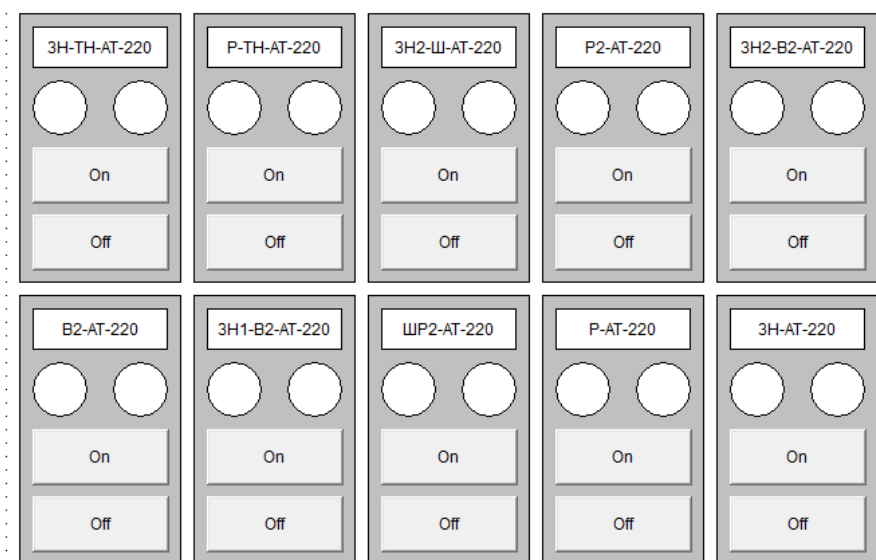 ЗН-ТН-АТ-220 Р-ТН-АТ-220 ЗН2-Ш-АТ-220 Р2-АТ-220 ЗН2-В2-АТ-220
On On On On On
Off Off Off Off Off
В2-АТ-220 ЗН1-В2-АТ-220 ШР2-АТ-220 Р-АТ-220 ЗН-АТ-220
On On On On On
Off Off Off Off Off